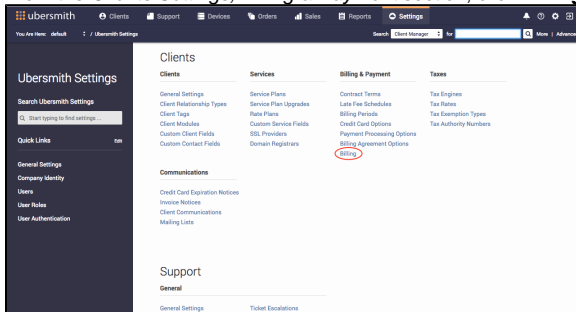 ubersmith Clients Support Devices Orders Sales Reports Settings
You Are Here: default / Ubersmith Settings Search Client Manager for More | Advance
Ubersmith Settings
Search Ubersmith Settings
Start typing to find settings...
Quick Links
General Settings
Company Identity
Users
User Roles
User Authentication
Clients
Clients Services Billing & Payment Taxes
General Settings Service Plans Contract Terms Tax Engines
Client Relationship Types Service Plan Upgrades Late Fee Schedules Tax Rates
Client Tags Rate Plans Billing Periods Tax Exemption Types
Client Modules Custom Service Fields Credit Card Options Tax Authority Numbers
Custom Client Fields SSL Providers Payment Processing Options
Custom Contact Fields Domain Registrars Billing Agreement Options
Billing
Communications
Credit Card Expiration Notices
Invoice Notices
Client Communications
Mailing Lists
Support
General
General Settings Ticket Escalations